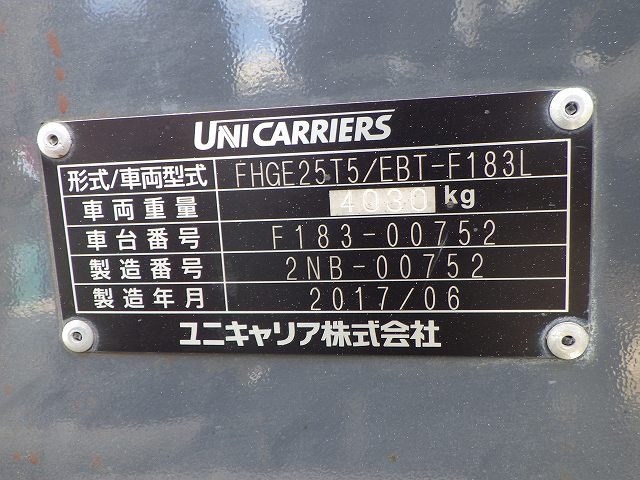 UNICARRIERS
形式/車両型式 FHGE25T5/EBT-F183L
車両重量 4030 kg
車台番号 F183-00752
製造番号 2NB-00752
製造年月 2017/06
ユニキャリア株式会社